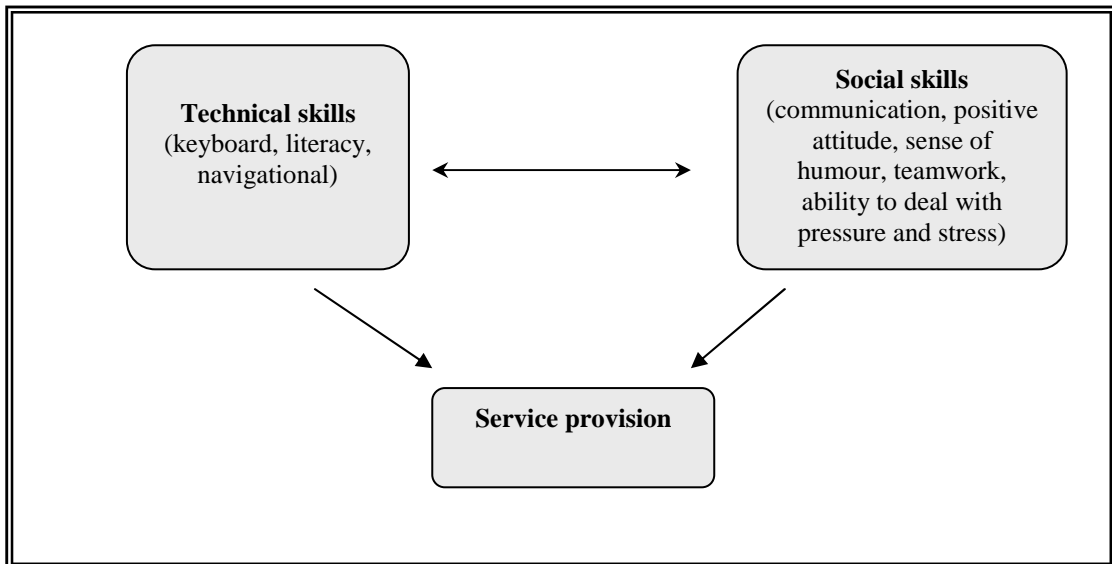 Technical skills
(keyboard, literacy,
navigational)
Social skills
(communication, positive
attitude, sense of
humour, teamwork,
ability to deal with
pressure and stress)
Service provision